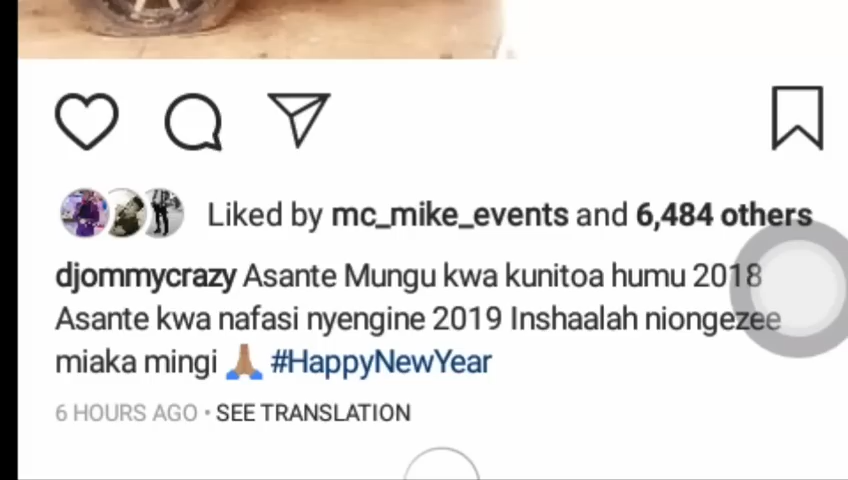 Liked by mc_mike_events and 6,484 others
djommycrazy Asante Mungu kwa kunitoa humu 2018
Asante kwa nafasi nyengine 2019 Inshaalah niongezee
miaka mingi 🙏🏽 #HappyNewYear
6 HOURS AGO • SEE TRANSLATION